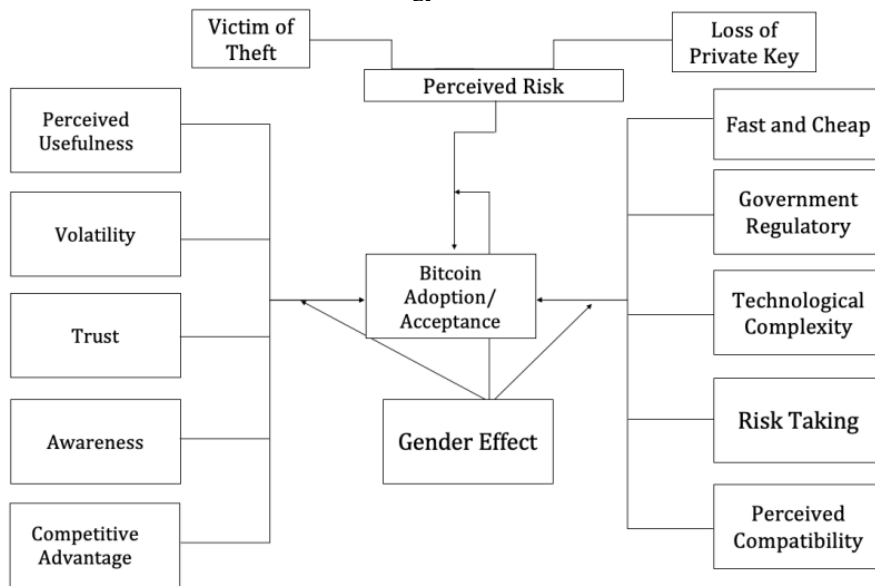 Victim of
Theft
Loss of
Private Key
Perceived Risk
Perceived
Usefulness
Fast and Cheap
Volatility
Government
Regulatory
Bitcoin
Adoption/
Acceptance
Trust
Technological
Complexity
Awareness
Gender Effect
Risk Taking
Competitive
Advantage
Perceived
Compatibility